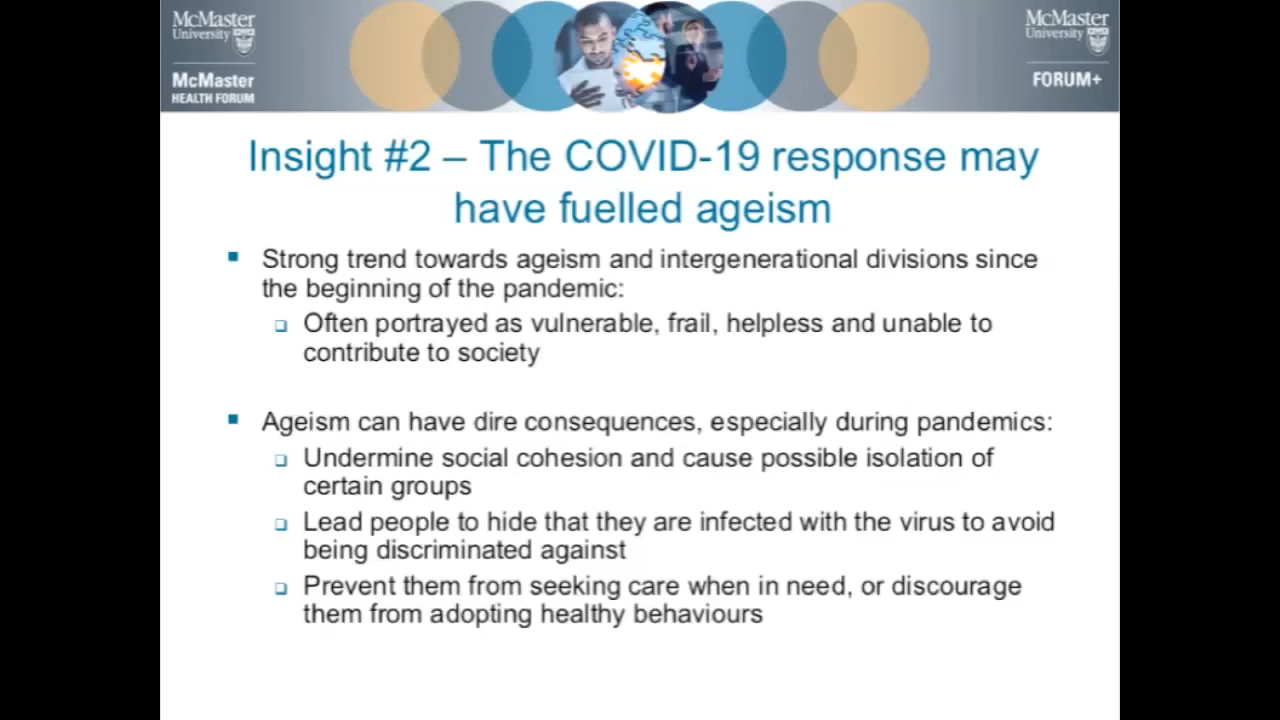 McMaster
University
McMaster
HEALTH FORUM
McMaster
University
FORUM+
Insight #2 – The COVID-19 response may
have fuelled ageism
Strong trend towards ageism and intergenerational divisions since
the beginning of the pandemic:
Often portrayed as vulnerable, frail, helpless and unable to
contribute to society
Ageism can have dire consequences, especially during pandemics:
Undermine social cohesion and cause possible isolation of
certain groups
Lead people to hide that they are infected with the virus to avoid
being discriminated against
Prevent them from seeking care when in need, or discourage
them from adopting healthy behaviours